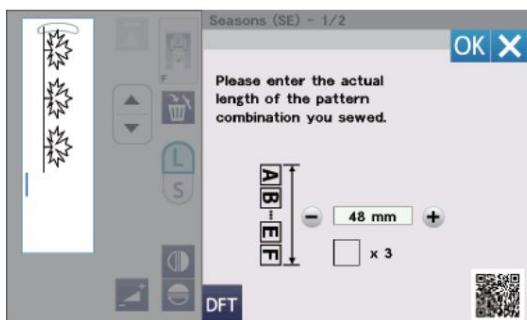 Seasons (SE) - 1/2
OK X
Please enter the actual
length of the pattern
combination you sewed.
F
L
S
A
B
E
F
- 48 mm +
x 3
DFT